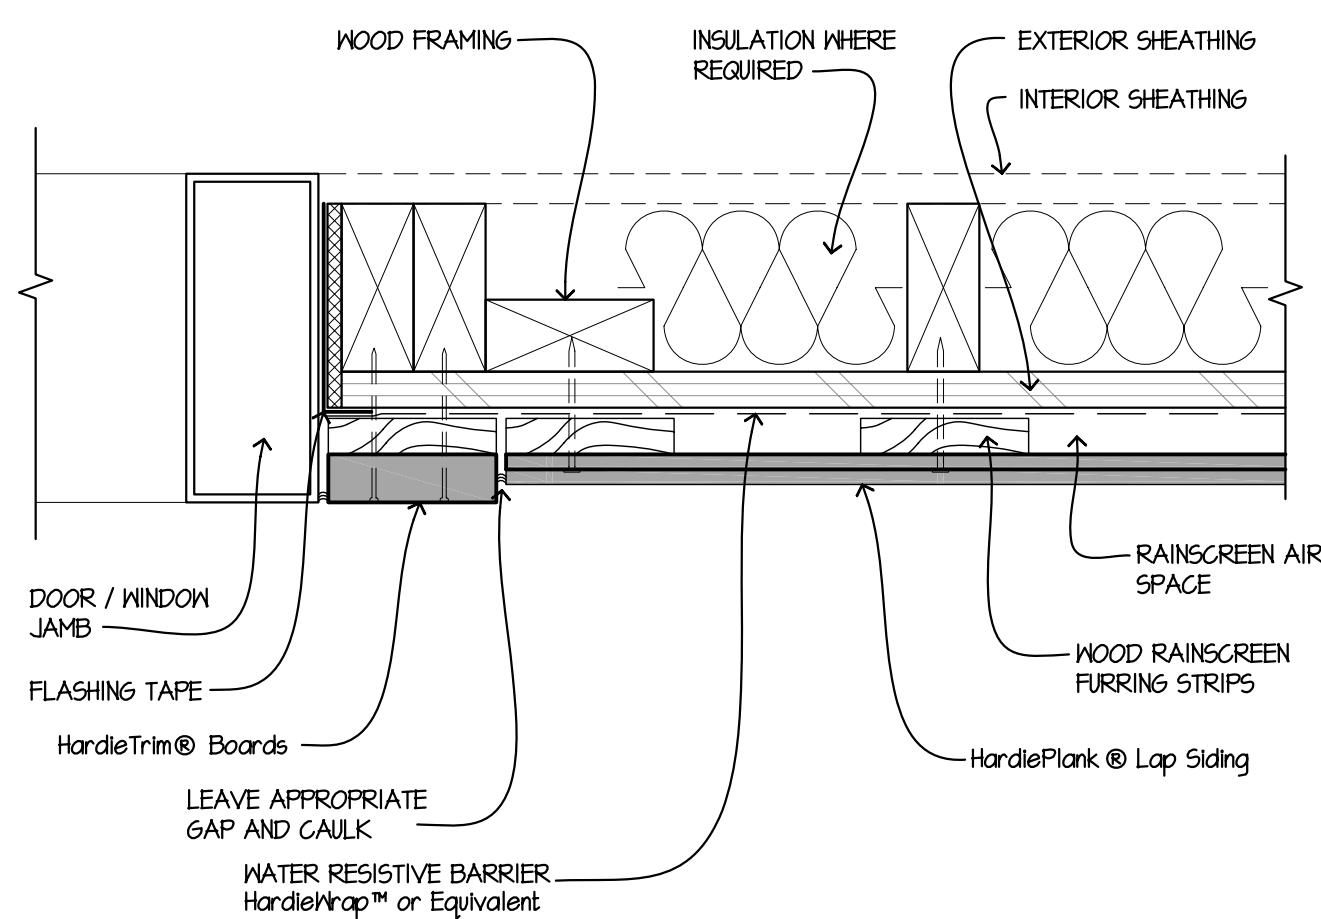 WOOD FRAMING
INSULATION WHERE
REQUIRED
EXTERIOR SHEATHING
INTERIOR SHEATHING
RAINSCREEN AIR
SPACE
DOOR / WINDOW
JAMB
WOOD RAINSCREEN
FURRING STRIPS
FLASHING TAPE
HardieTrim® Boards
HardiePlank ® Lap Siding
LEAVE APPROPRIATE
GAP AND CAULK
WATER RESISTIVE BARRIER
HardieWrap™ or Equivalent